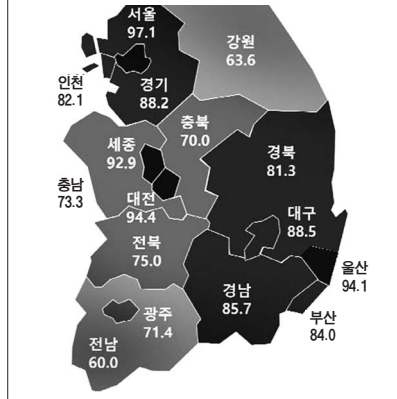 서울
97.1
강원
63.6
인천
82.1
경기
88.2
충북
70.0
세종
92.9
경북
81.3
충남
73.3
대전
94.4
대구
88.5
전북
75.0
울산
94.1
경남
85.7
광주
71.4
부산
84.0
전남
60.0